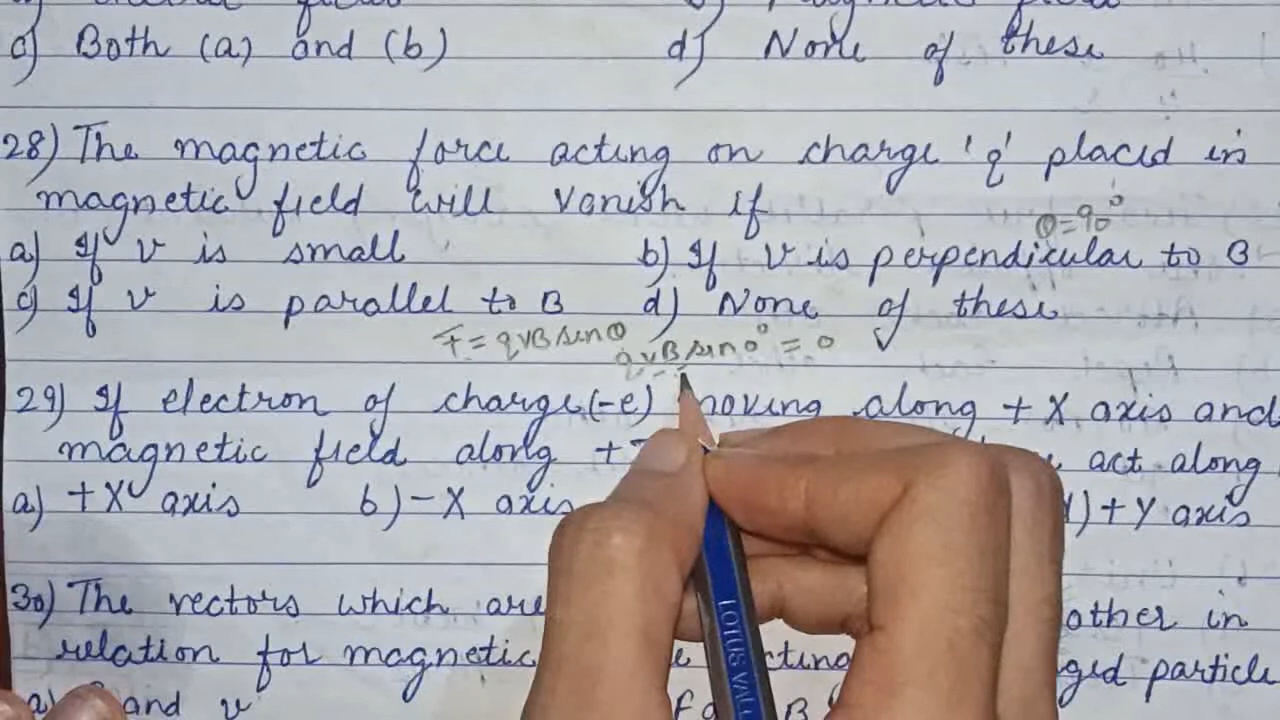 c) Both (a) and (b) d) None of these
28) The magnetic force acting on charge 'q' placed in
magnetic field will vanish if
θ=90°
a) If v is small b) If v is perpendicular to B
c) If v is parallel to B d) None of these
F = qvB sinθ qvB sin0° = 0 ✓
29) If electron of charge (-e) moving along + X axis and
magnetic field along + act along
a) +X axis b) -X axis +Y axis
30) The vectors which are other in
relation for magnetic acting particle
and v B
LOTUS